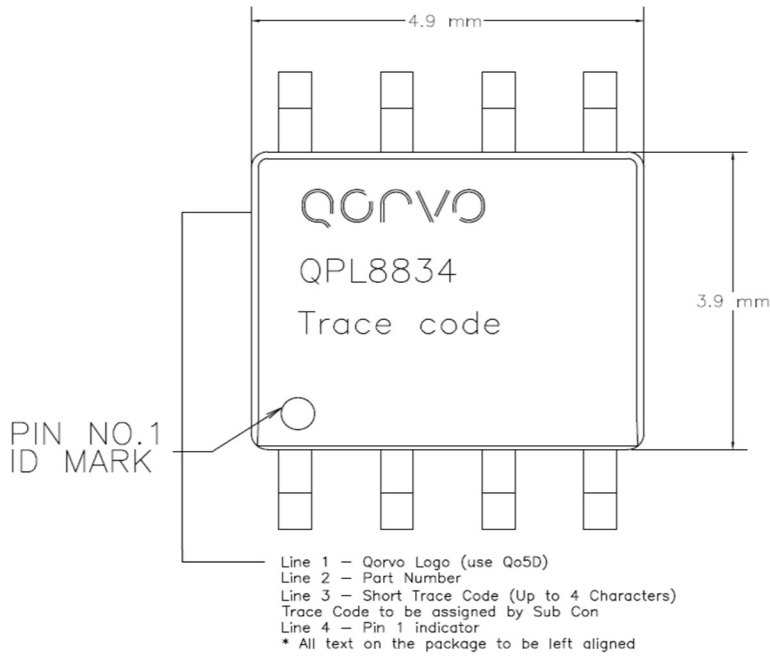 4.9 mm
QORVO
QPL8834
Trace code
3.9 mm
PIN NO.1
ID MARK
Line 1 – Qorvo Logo (use Qo5D)
Line 2 – Part Number
Line 3 – Short Trace Code (Up to 4 Characters)
Trace Code to be assigned by Sub Con
Line 4 – Pin 1 indicator
* All text on the package to be left aligned